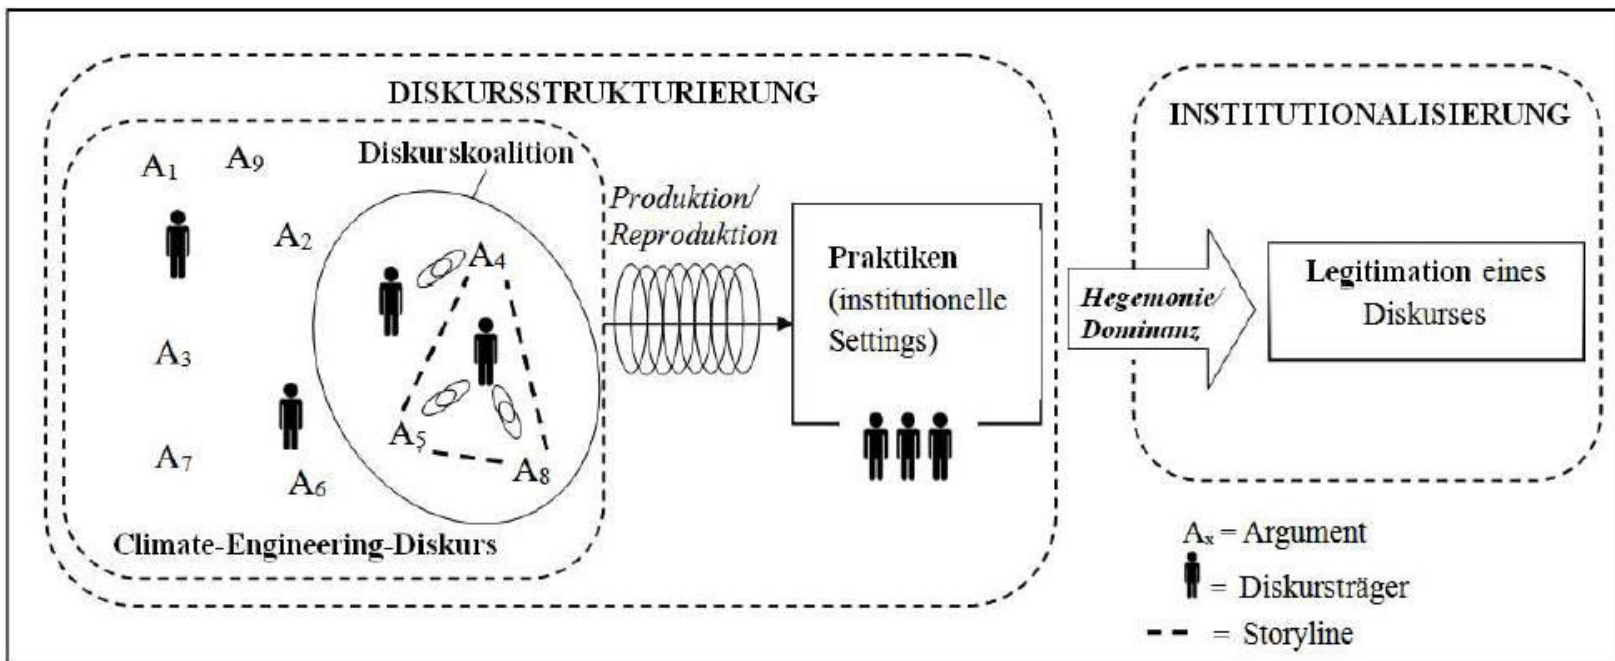 DISKURSSTRUKTURIERUNG
Diskurskoalition
A₁
A₉
A₂
A₃
A₇
A₆
A₄
A₅
A₈
Climate-Engineering-Diskurs
Produktion/
Reproduktion
Praktiken
(institutionelle
Settings)
Hegemonie/
Dominanz
INSTITUTIONALISIERUNG
Legitimation eines
Diskurses
Aₓ = Argument
= Diskursträger
= Storyline